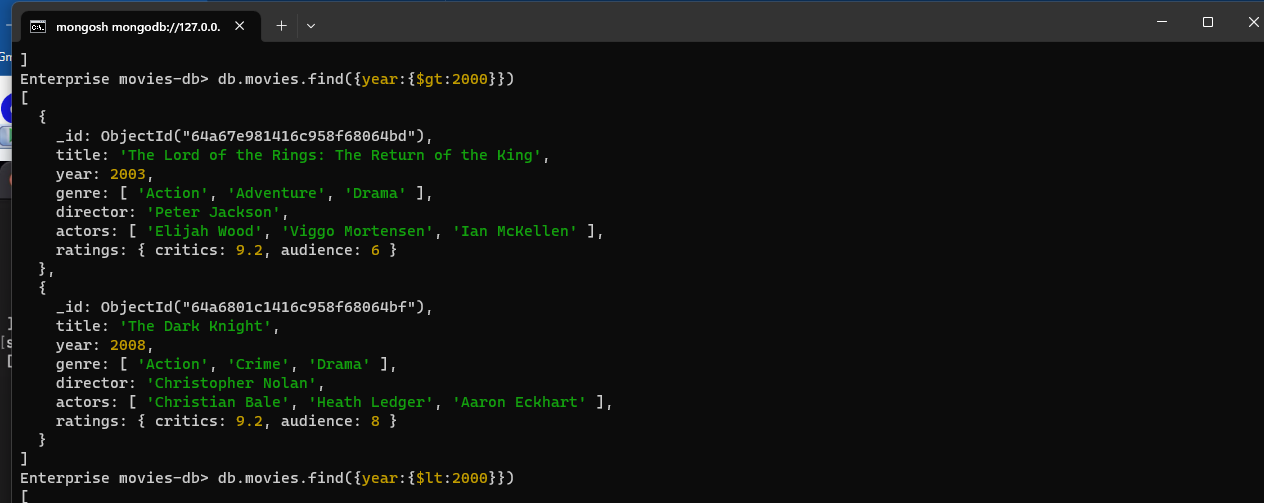 mongosh mongodb://127.0.0.
]
Enterprise movies-db> db.movies.find({year:{$gt:2000}})
[
  {
    _id: ObjectId("64a67e981416c958f68064bd"),
    title: 'The Lord of the Rings: The Return of the King',
    year: 2003,
    genre: [ 'Action', 'Adventure', 'Drama' ],
    director: 'Peter Jackson',
    actors: [ 'Elijah Wood', 'Viggo Mortensen', 'Ian McKellen' ],
    ratings: { critics: 9.2, audience: 6 }
  },
  {
    _id: ObjectId("64a6801c1416c958f68064bf"),
    title: 'The Dark Knight',
    year: 2008,
    genre: [ 'Action', 'Crime', 'Drama' ],
    director: 'Christopher Nolan',
    actors: [ 'Christian Bale', 'Heath Ledger', 'Aaron Eckhart' ],
    ratings: { critics: 9.2, audience: 8 }
  }
]
Enterprise movies-db> db.movies.find({year:{$lt:2000}})
[